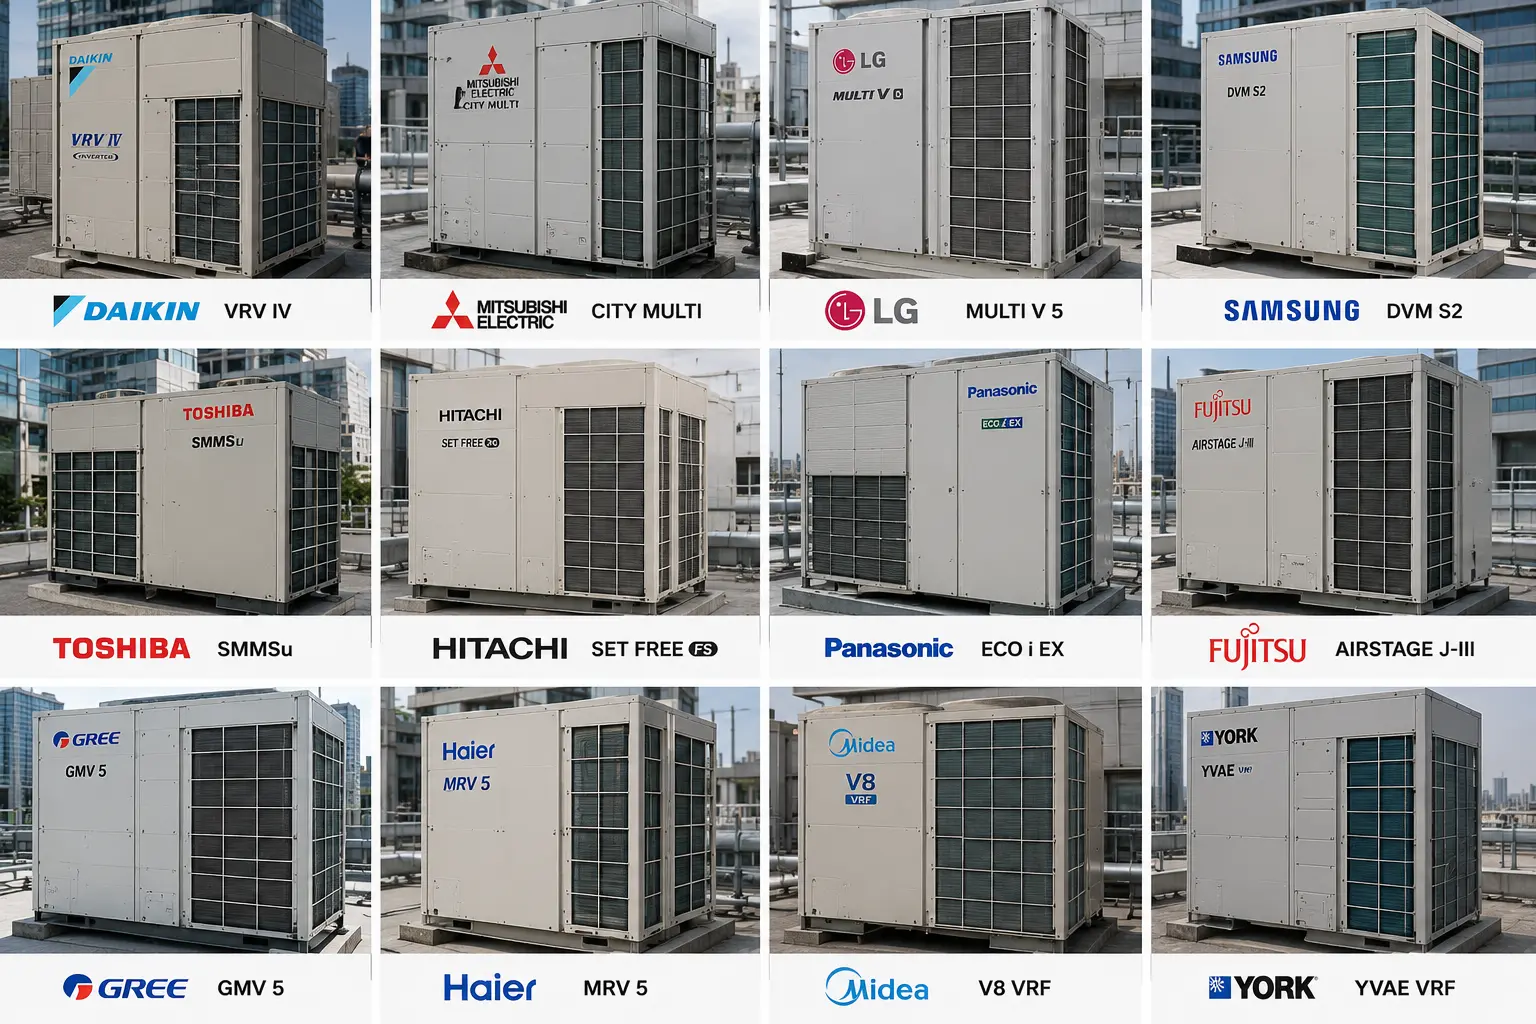 DAIKIN
VRV IV
INVERTER
DAIKIN VRV IV
MITSUBISHI
ELECTRIC
CITY MULTI
MITSUBISHI
ELECTRIC
CITY MULTI
LG
MULTI V
LG MULTI V 5
SAMSUNG
DVM S2
SAMSUNG DVM S2
TOSHIBA
SMMSu
TOSHIBA SMMSu
HITACHI
SET FREE
HITACHI SET FREE FS
Panasonic
ECO i EX
Panasonic ECO i EX
FUJITSU
AIRSTAGE J-III
FUJITSU AIRSTAGE J-III
GREE
GMV 5
GREE GMV 5
Haier
MRV 5
Haier MRV 5
Midea
V8
VRF
Midea V8 VRF
YORK
YVAE
YORK YVAE VRF